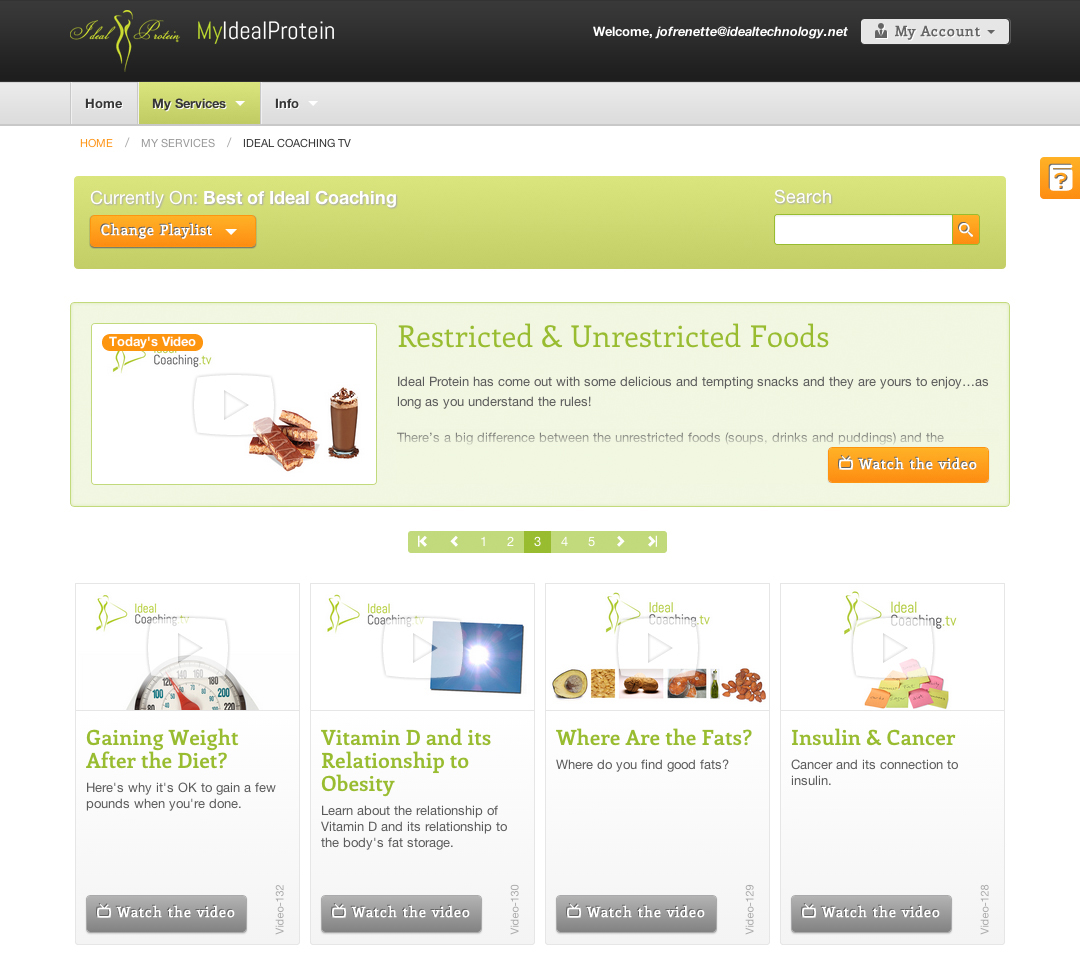 Ideal Protein
MyIdealProtein
Welcome, jofrenette@idealtechnology.net
My Account
Home
My Services
Info
HOME / MY SERVICES / IDEAL COACHING TV
?
Currently On: Best of Ideal Coaching
Search
Change Playlist
Today's Video
Ideal
Coaching.tv
Restricted & Unrestricted Foods
Ideal Protein has come out with some delicious and tempting snacks and they are yours to enjoy…as
long as you understand the rules!
There's a big difference between the unrestricted foods (soups, drinks and puddings) and the
Watch the video
1 2 3 4 5
Ideal
Coaching.tv
100 120 140 160 180 200 220
Gaining Weight
After the Diet?
Here's why it's OK to gain a few
pounds when you're done.
Watch the video
Video-132
Ideal
Coaching.tv
Vitamin D and its
Relationship to
Obesity
Learn about the relationship of
Vitamin D and its relationship to
the body's fat storage.
Watch the video
Video-130
Ideal
Coaching.tv
Where Are the Fats?
Where do you find good fats?
Watch the video
Video-129
Ideal
Coaching.tv
Insulin & Cancer
Cancer and its connection to
insulin.
Watch the video
Video-128